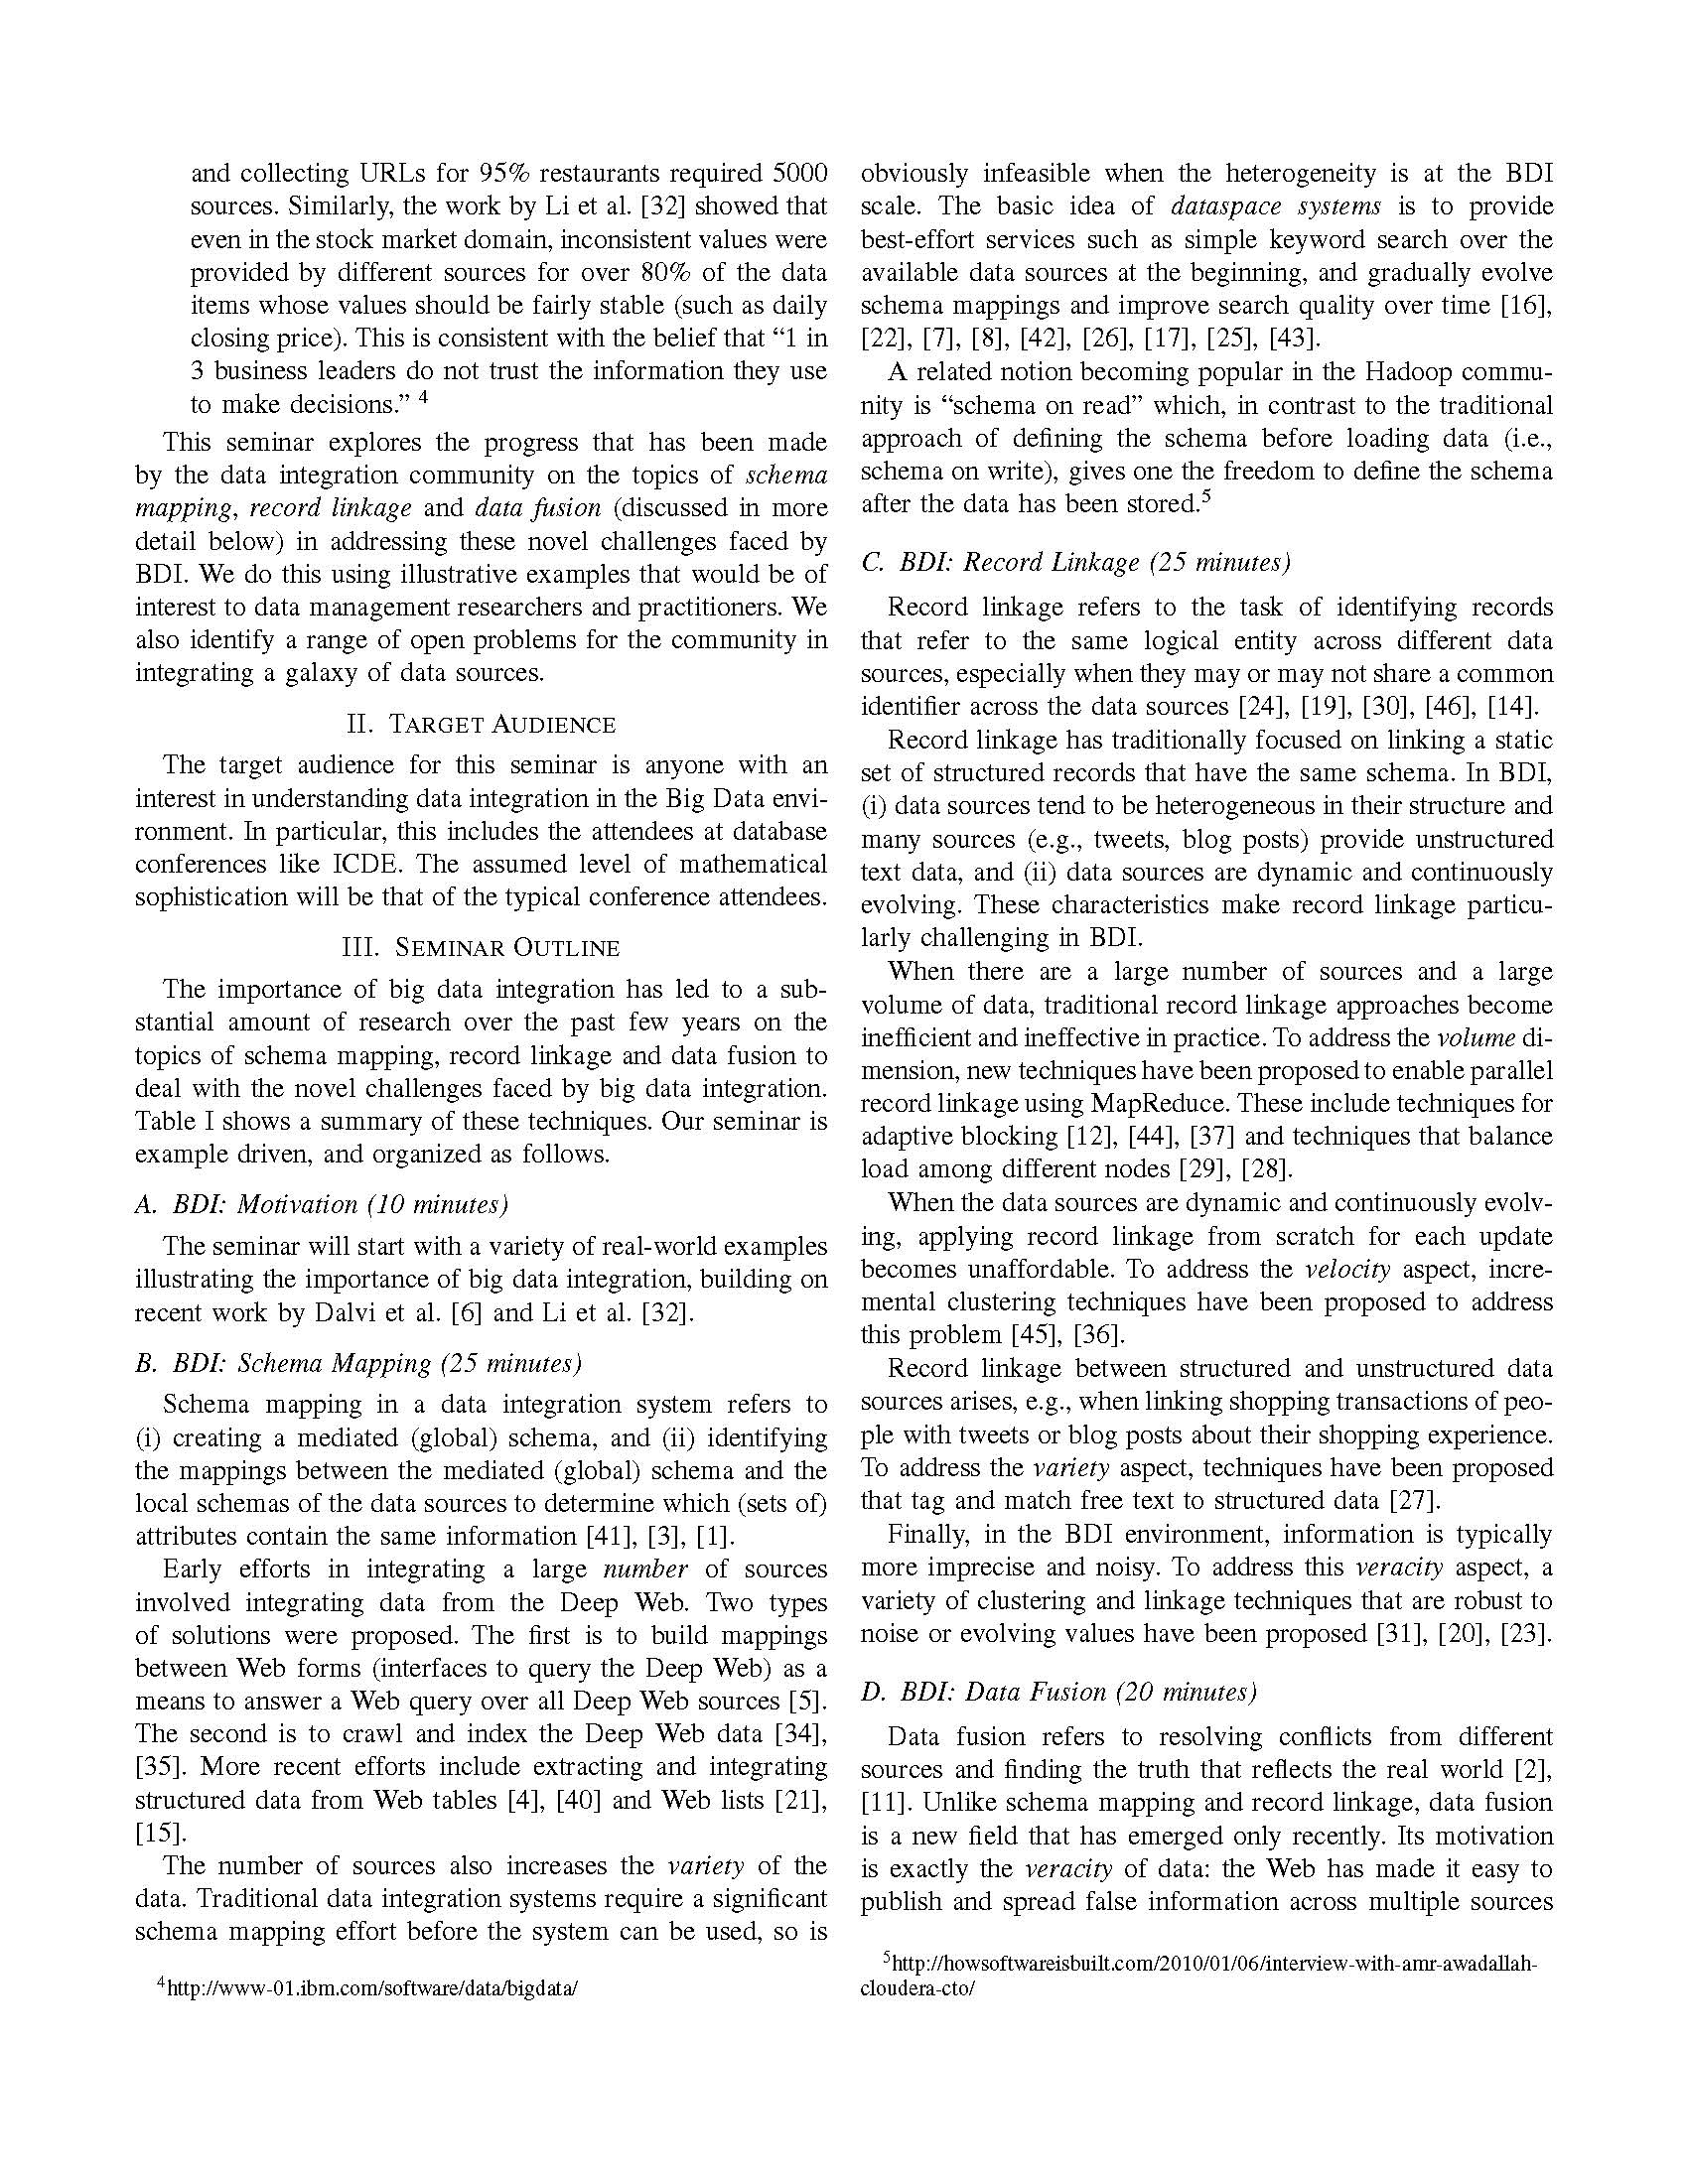 and collecting URLs for 95% restaurants required 5000
sources. Similarly, the work by Li et al. [32] showed that
even in the stock market domain, inconsistent values were
provided by different sources for over 80% of the data
items whose values should be fairly stable (such as daily
closing price). This is consistent with the belief that “1 in
3 business leaders do not trust the information they use
to make decisions.” 4
This seminar explores the progress that has been made
by the data integration community on the topics of schema
mapping, record linkage and data fusion (discussed in more
detail below) in addressing these novel challenges faced by
BDI. We do this using illustrative examples that would be of
interest to data management researchers and practitioners. We
also identify a range of open problems for the community in
integrating a galaxy of data sources.
II. TARGET AUDIENCE
The target audience for this seminar is anyone with an
interest in understanding data integration in the Big Data envi-
ronment. In particular, this includes the attendees at database
conferences like ICDE. The assumed level of mathematical
sophistication will be that of the typical conference attendees.
III. SEMINAR OUTLINE
The importance of big data integration has led to a sub-
stantial amount of research over the past few years on the
topics of schema mapping, record linkage and data fusion to
deal with the novel challenges faced by big data integration.
Table I shows a summary of these techniques. Our seminar is
example driven, and organized as follows.
A. BDI: Motivation (10 minutes)
The seminar will start with a variety of real-world examples
illustrating the importance of big data integration, building on
recent work by Dalvi et al. [6] and Li et al. [32].
B. BDI: Schema Mapping (25 minutes)
Schema mapping in a data integration system refers to
(i) creating a mediated (global) schema, and (ii) identifying
the mappings between the mediated (global) schema and the
local schemas of the data sources to determine which (sets of)
attributes contain the same information [41], [3], [1].
Early efforts in integrating a large number of sources
involved integrating data from the Deep Web. Two types
of solutions were proposed. The first is to build mappings
between Web forms (interfaces to query the Deep Web) as a
means to answer a Web query over all Deep Web sources [5].
The second is to crawl and index the Deep Web data [34],
[35]. More recent efforts include extracting and integrating
structured data from Web tables [4], [40] and Web lists [21],
[15].
The number of sources also increases the variety of the
data. Traditional data integration systems require a significant
schema mapping effort before the system can be used, so is
4http://www-01.ibm.com/software/data/bigdata/
obviously infeasible when the heterogeneity is at the BDI
scale. The basic idea of dataspace systems is to provide
best-effort services such as simple keyword search over the
available data sources at the beginning, and gradually evolve
schema mappings and improve search quality over time [16],
[22], [7], [8], [42], [26], [17], [25], [43].
A related notion becoming popular in the Hadoop commu-
nity is “schema on read” which, in contrast to the traditional
approach of defining the schema before loading data (i.e.,
schema on write), gives one the freedom to define the schema
after the data has been stored.5
C. BDI: Record Linkage (25 minutes)
Record linkage refers to the task of identifying records
that refer to the same logical entity across different data
sources, especially when they may or may not share a common
identifier across the data sources [24], [19], [30], [46], [14].
Record linkage has traditionally focused on linking a static
set of structured records that have the same schema. In BDI,
(i) data sources tend to be heterogeneous in their structure and
many sources (e.g., tweets, blog posts) provide unstructured
text data, and (ii) data sources are dynamic and continuously
evolving. These characteristics make record linkage particu-
larly challenging in BDI.
When there are a large number of sources and a large
volume of data, traditional record linkage approaches become
inefficient and ineffective in practice. To address the volume di-
mension, new techniques have been proposed to enable parallel
record linkage using MapReduce. These include techniques for
adaptive blocking [12], [44], [37] and techniques that balance
load among different nodes [29], [28].
When the data sources are dynamic and continuously evolv-
ing, applying record linkage from scratch for each update
becomes unaffordable. To address the velocity aspect, incre-
mental clustering techniques have been proposed to address
this problem [45], [36].
Record linkage between structured and unstructured data
sources arises, e.g., when linking shopping transactions of peo-
ple with tweets or blog posts about their shopping experience.
To address the variety aspect, techniques have been proposed
that tag and match free text to structured data [27].
Finally, in the BDI environment, information is typically
more imprecise and noisy. To address this veracity aspect, a
variety of clustering and linkage techniques that are robust to
noise or evolving values have been proposed [31], [20], [23].
D. BDI: Data Fusion (20 minutes)
Data fusion refers to resolving conflicts from different
sources and finding the truth that reflects the real world [2],
[11]. Unlike schema mapping and record linkage, data fusion
is a new field that has emerged only recently. Its motivation
is exactly the veracity of data: the Web has made it easy to
publish and spread false information across multiple sources
5http://howsoftwareisbuilt.com/2010/01/06/interview-with-amr-awadallah-
cloudera-cto/